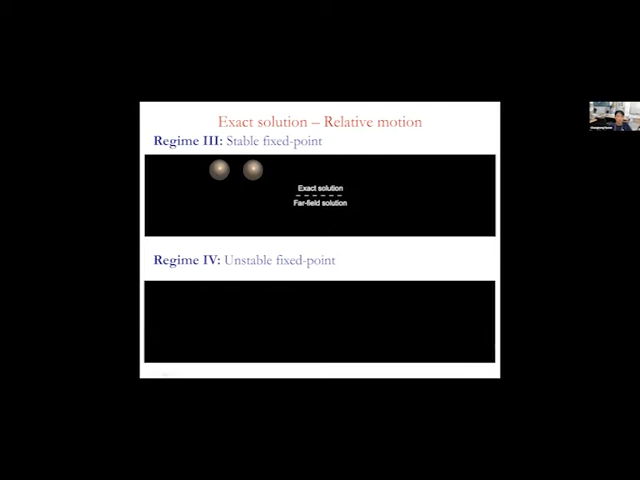 Exact solution – Relative motion
Regime III: Stable fixed-point
Exact solution
Far-field solution
Regime IV: Unstable fixed-point